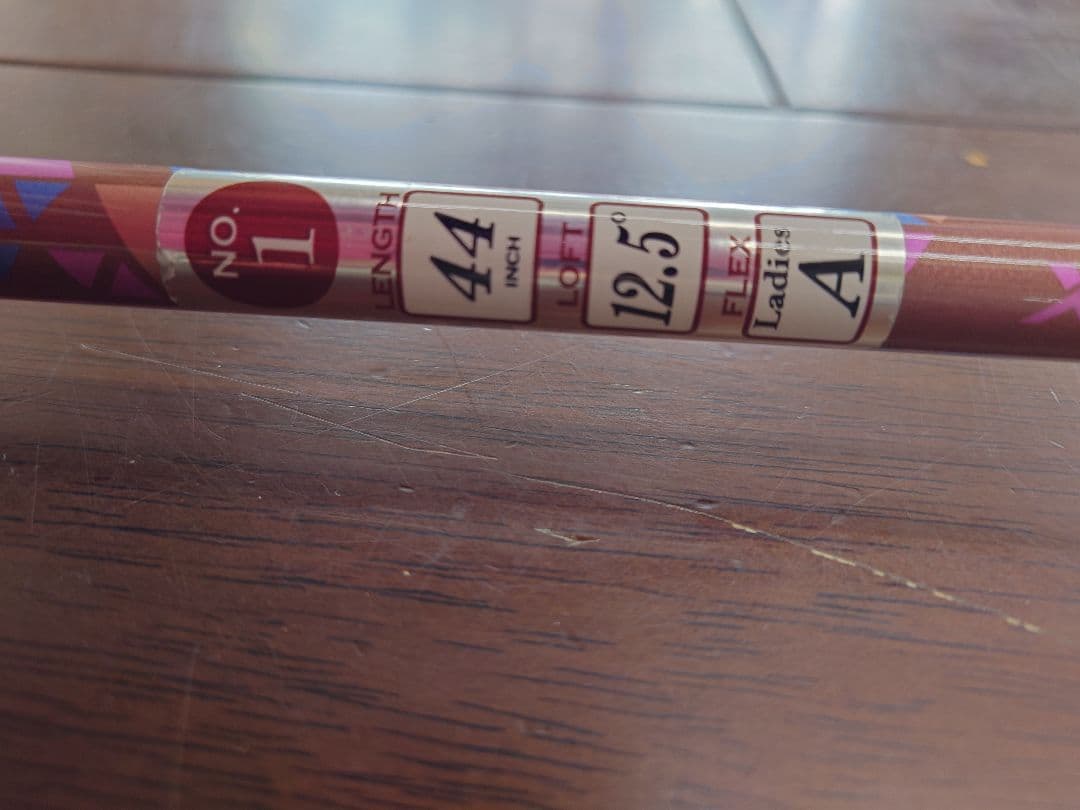 NO.
1
LENGTH
44
INCH
LOFT
12.5°
FLEX
Ladies
A